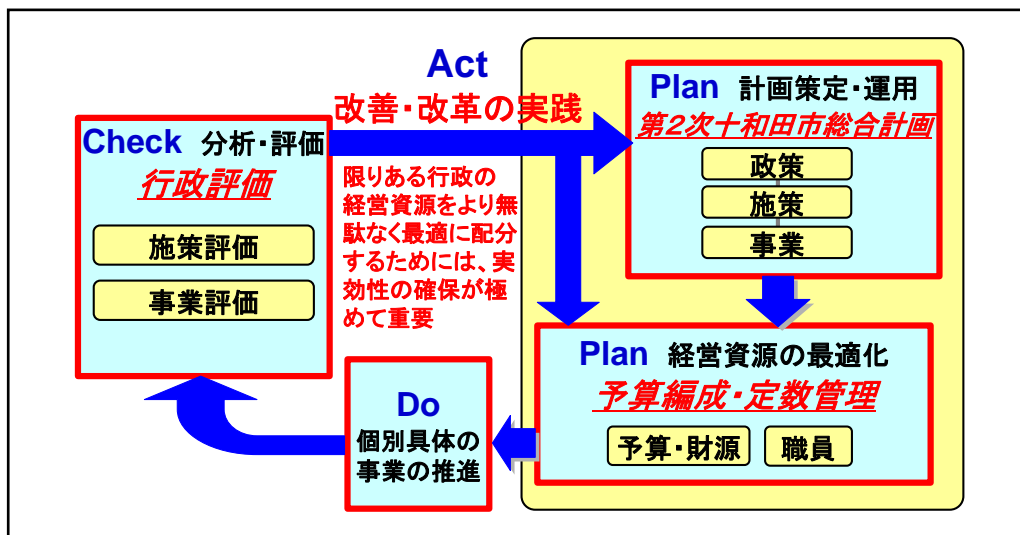 Act
改善・改革の実践
Check 分析・評価
行政評価
施策評価
事業評価
限りある行政の
経営資源をより無
駄なく最適に配分
するためには、実
効性の確保が極
めて重要
Plan 計画策定・運用
第2次十和田市総合計画
政策
施策
事業
Plan 経営資源の最適化
予算編成・定数管理
予算・財源
職員
Do
個別具体の
事業の推進